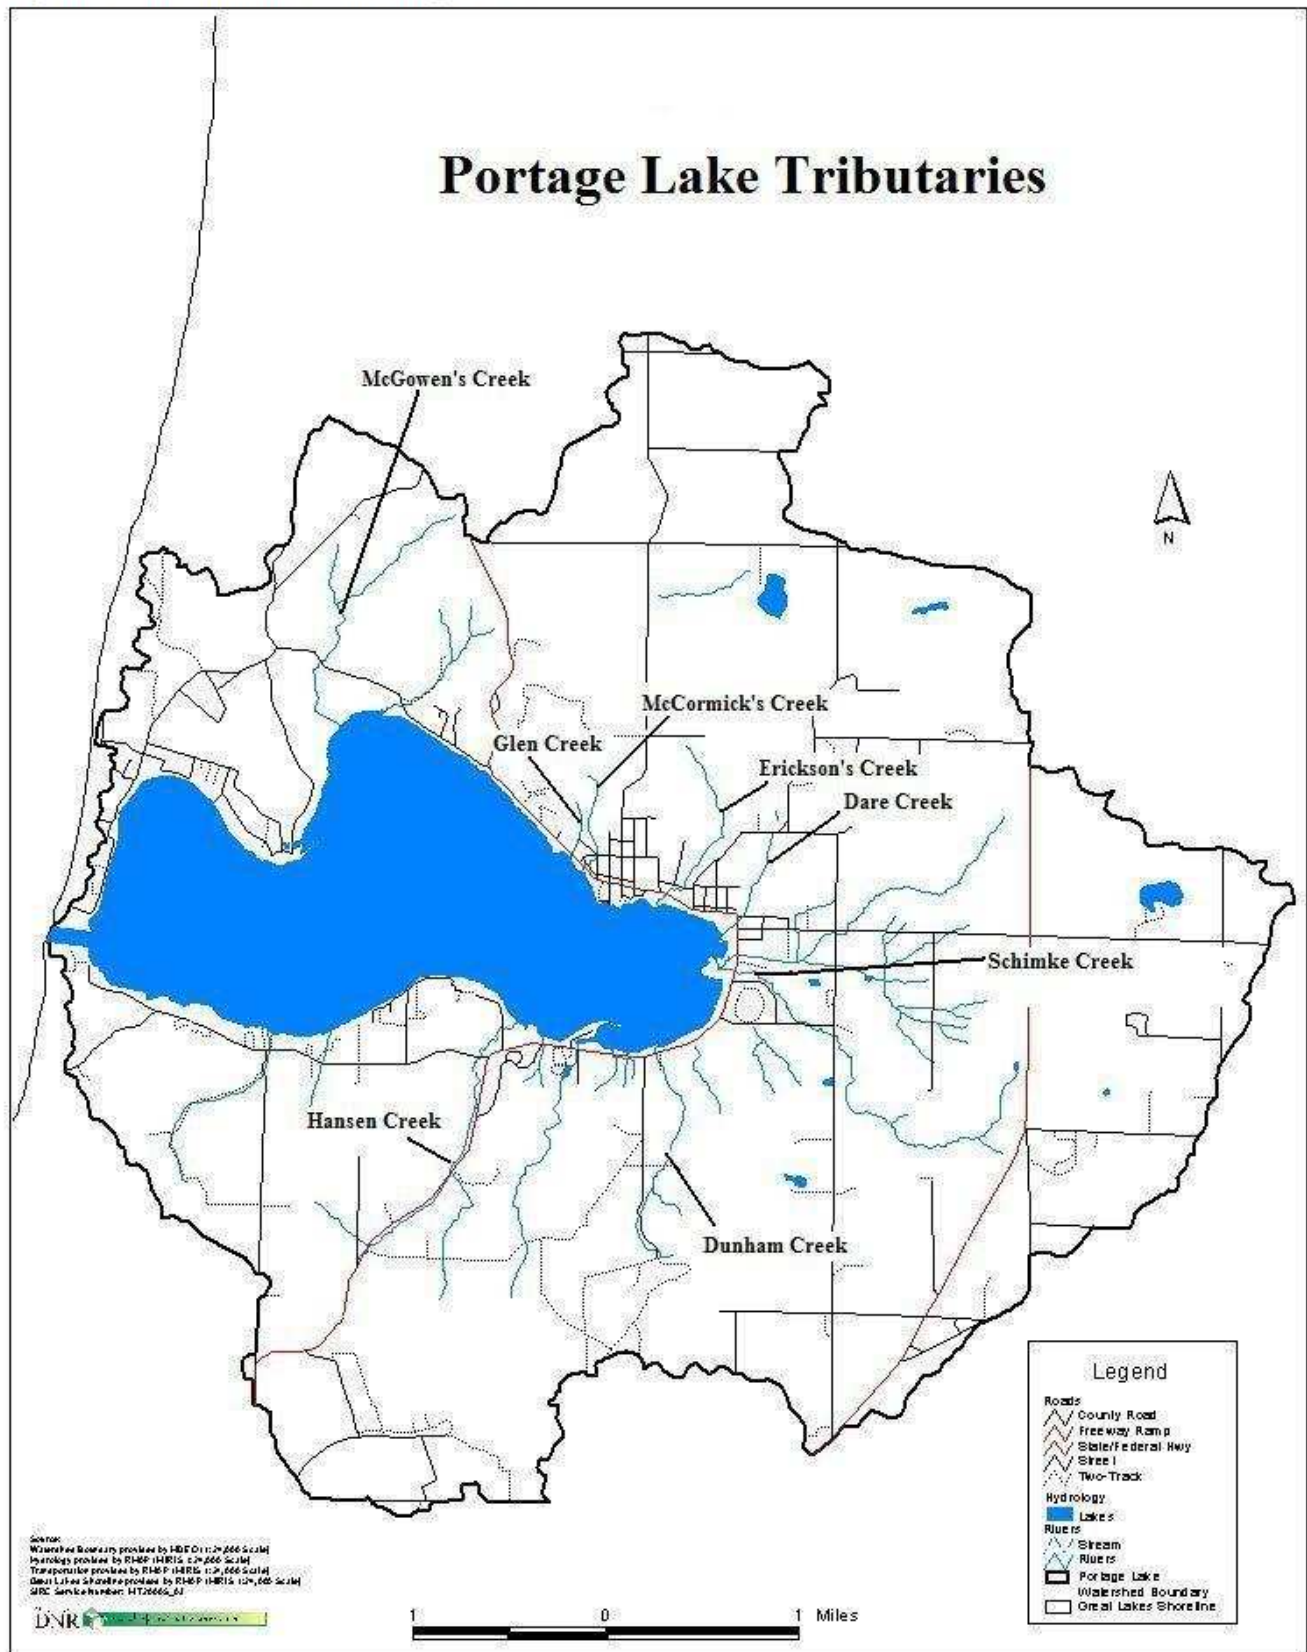 Portage Lake Tributaries
McGowen's Creek
N
McCormick's Creek
Glen Creek
Erickson's Creek
Dare Creek
Schimke Creek
Hansen Creek
Dunham Creek
Legend
Roads
County Road
Freeway Ramp
State/Federal Hwy
Street
Two-Track
Hydrology
Lakes
Rivers
Stream
Rivers
Portage Lake
Watershed Boundary
Great Lakes Shoreline
Source:
DNR
1 0 1 Miles